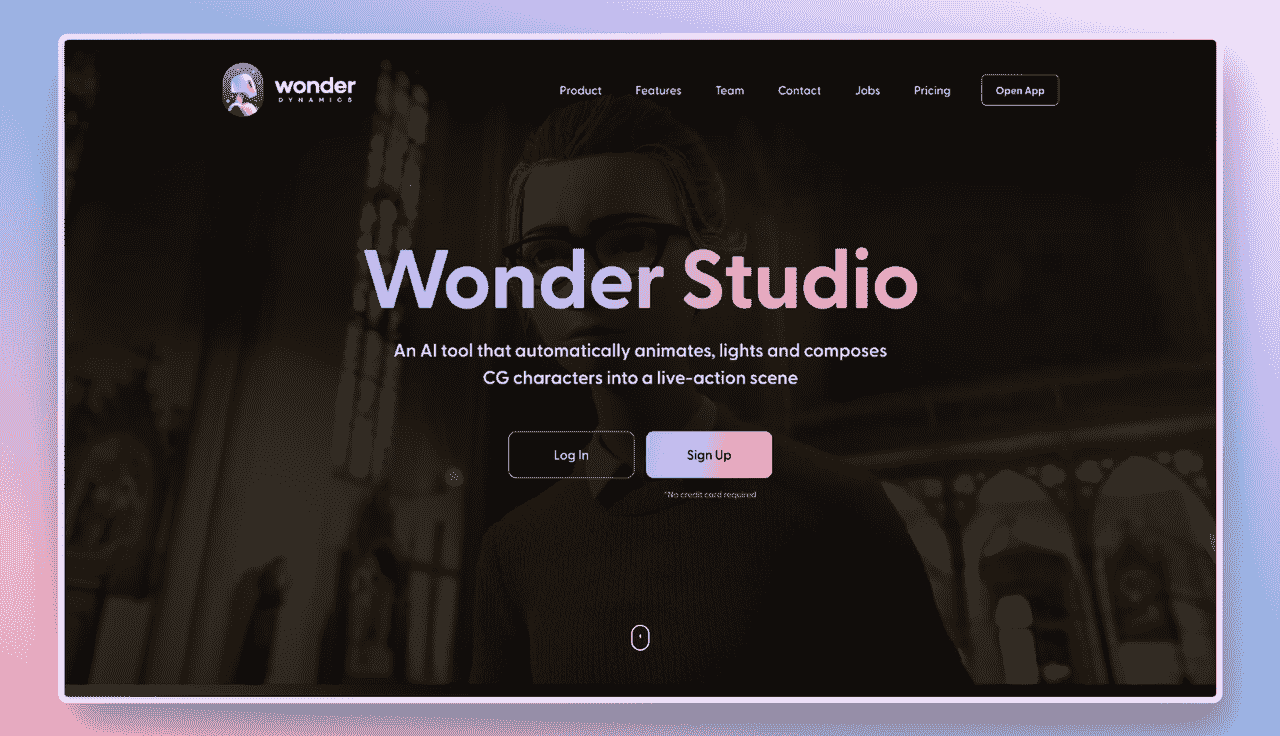 wonder
DYNAMICS
Product
Features
Team
Contact
Jobs
Pricing
Open App
Wonder Studio
An AI tool that automatically animates, lights and composes
CG characters into a live-action scene
Log In
Sign Up
*No credit card required